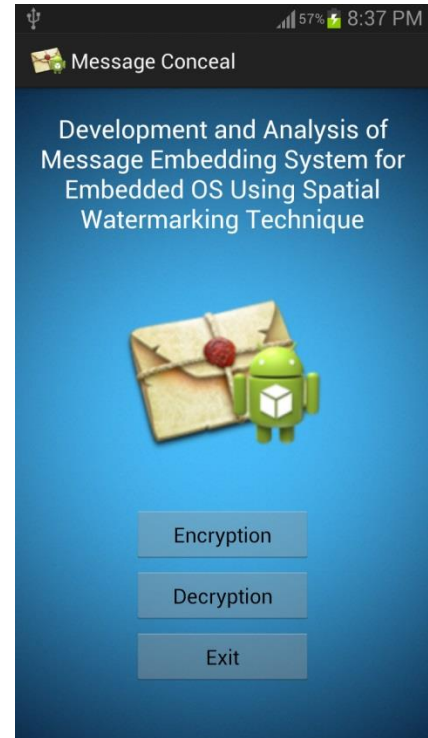 57% 8:37 PM
Message Conceal
Development and Analysis of
Message Embedding System for
Embedded OS Using Spatial
Watermarking Technique
Encryption
Decryption
Exit